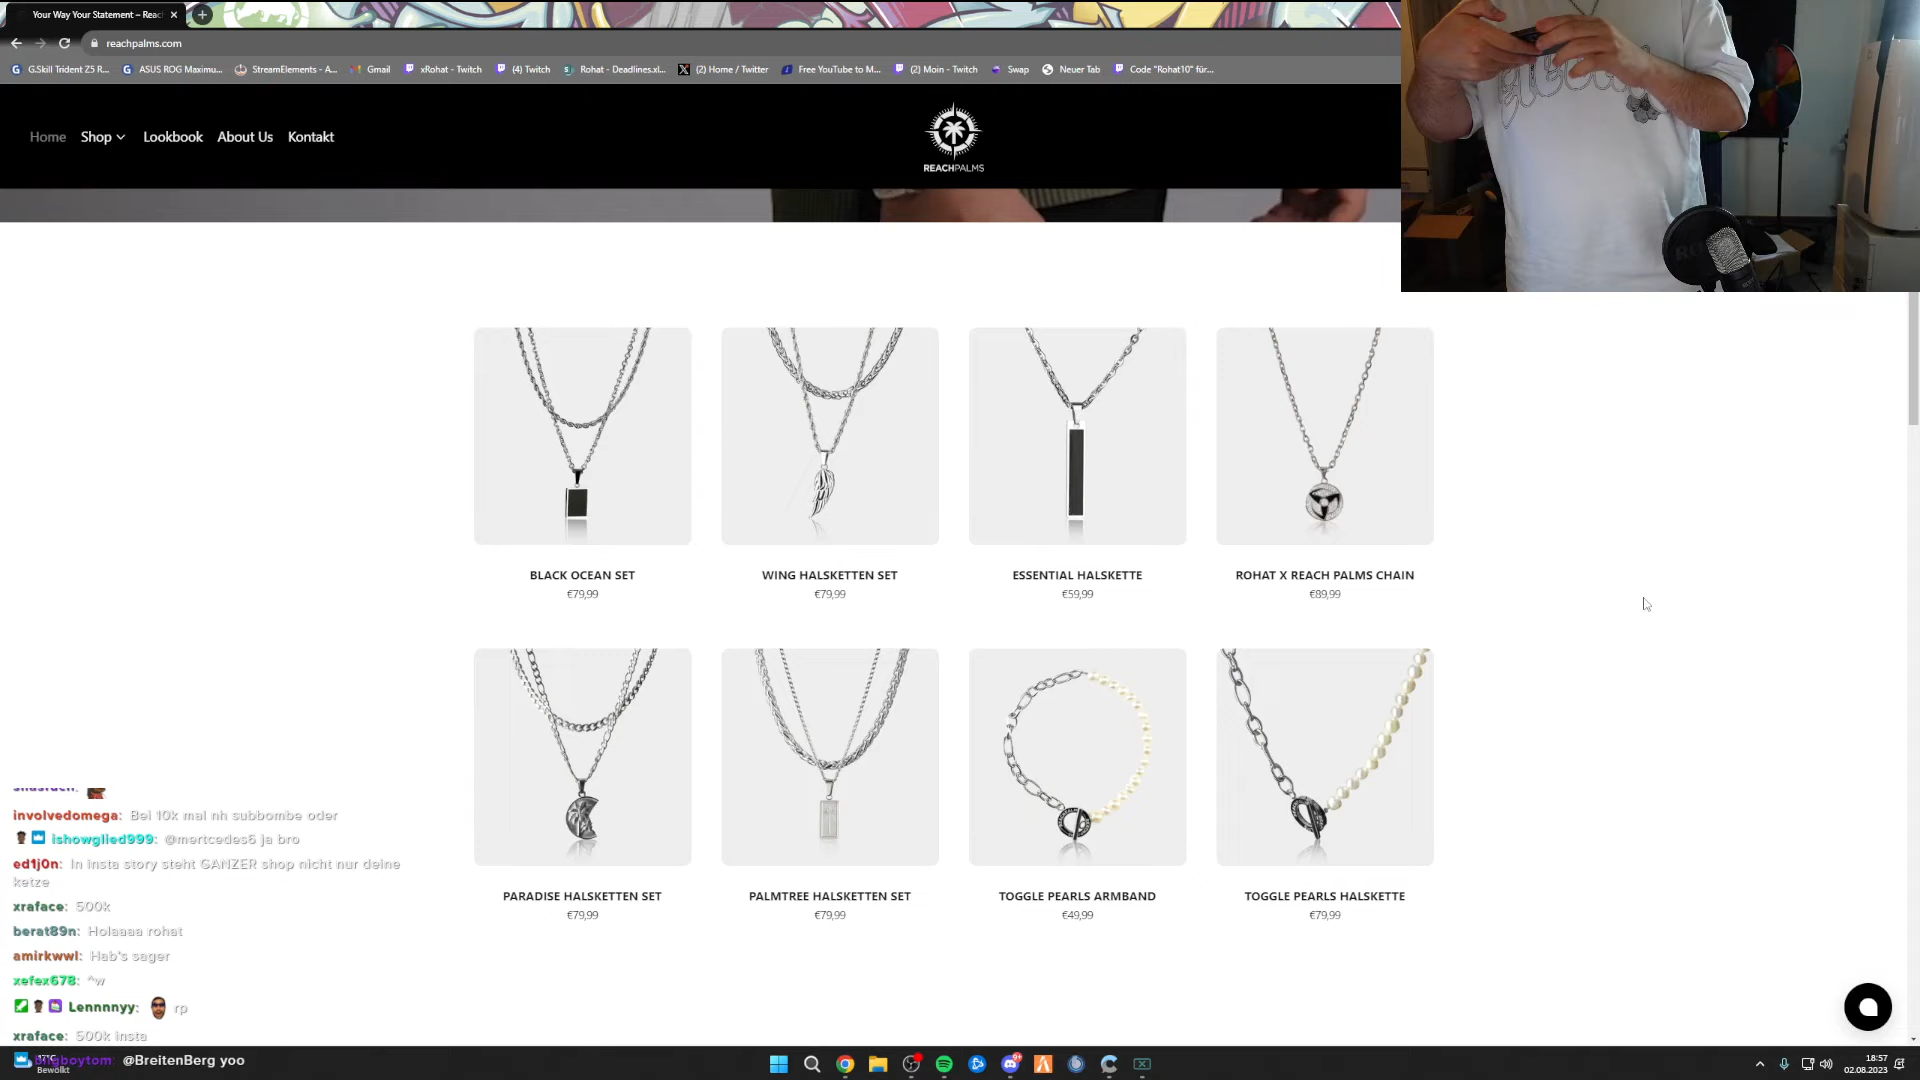 Your Way Your Statement – Reac
reachpalms.com
G.Skill Trident Z5 R...
ASUS ROG Maximu...
StreamElements - A...
Gmail
xRohat - Twitch
(4) Twitch
Rohat - Deadlines.xl...
(2) Home / Twitter
Free YouTube to M...
(2) Moin - Twitch
Swap
Neuer Tab
Code "Rohat10" für...
Home
Shop
Lookbook
About Us
Kontakt
REACHPALMS
BLACK OCEAN SET
€79,99
WING HALSKETTEN SET
€79,99
ESSENTIAL HALSKETTE
€59,99
ROHAT X REACH PALMS CHAIN
€89,99
PARADISE HALSKETTEN SET
€79,99
PALMTREE HALSKETTEN SET
€79,99
TOGGLE PEARLS ARMBAND
€49,99
TOGGLE PEARLS HALSKETTE
€79,99
involvedomega: Bei 10k mal nh subbombe oder
ishowglied999: @mertcedes6 ja bro
ed1j0n: In insta story steht GANZER shop nicht nur deine
ketze
xraface: 500k
berat89n: Holaaaa rohat
amirkwwl: Hab's sager
xefex678: ^w
Lennnnyy: rp
xraface: 500k insta
@BreitenBerg yoo
17°C
Bewölkt
18:57
02.08.2023